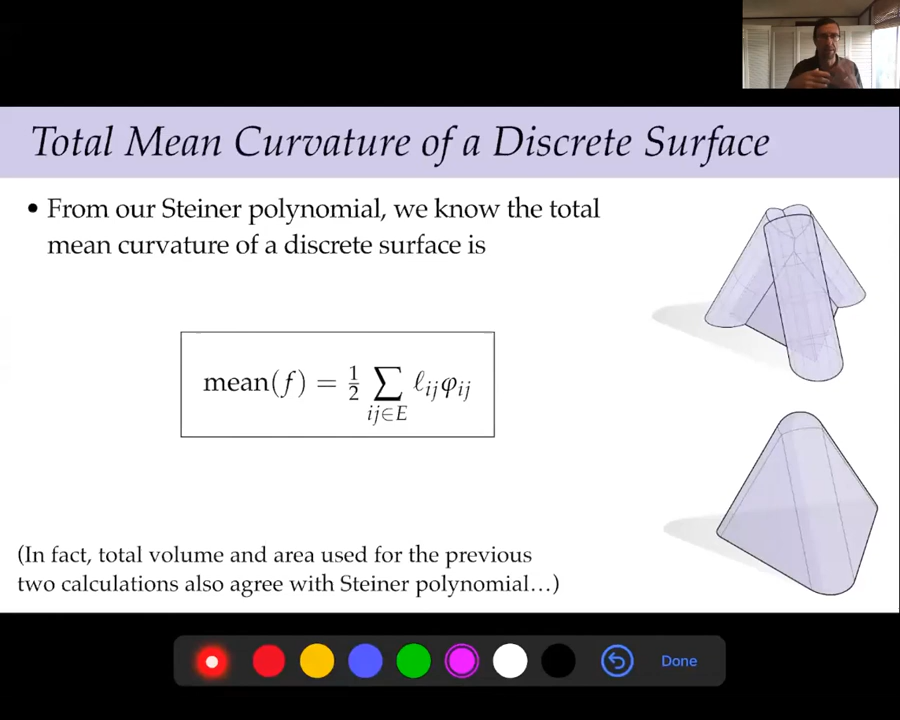 Total Mean Curvature of a Discrete Surface
• From our Steiner polynomial, we know the total
mean curvature of a discrete surface is
mean(f) = ½ ∑ ℓᵢⱼφᵢⱼ
ij∈E
(In fact, total volume and area used for the previous
two calculations also agree with Steiner polynomial…)
Done